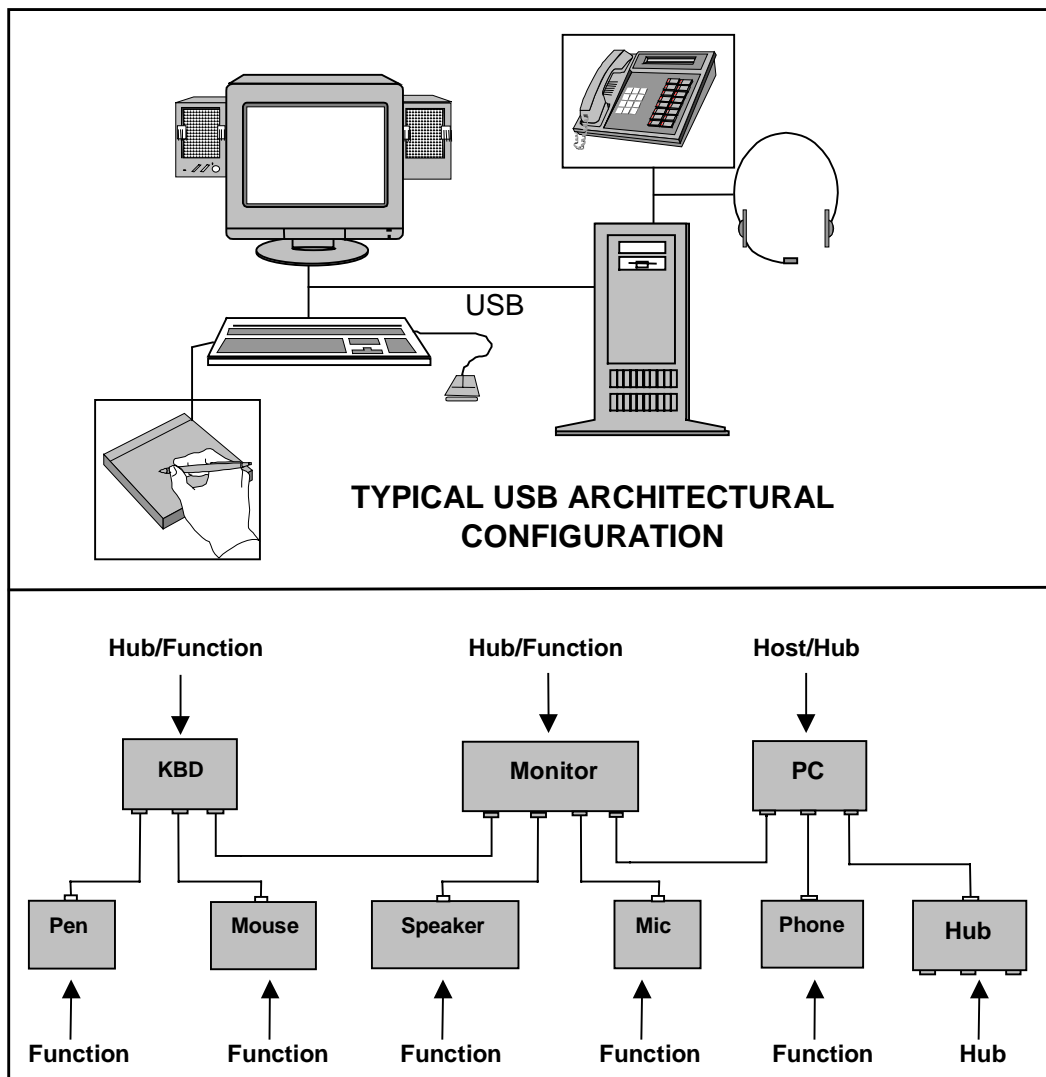 USB
TYPICAL USB ARCHITECTURAL
CONFIGURATION
Hub/Function Hub/Function Host/Hub
KBD Monitor PC
Pen Mouse Speaker Mic Phone Hub
Function Function Function Function Function Hub